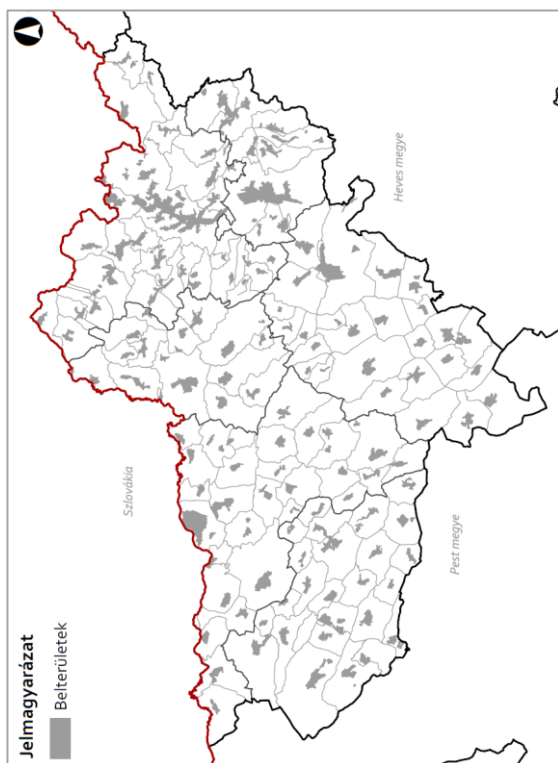 Jelmagyarázat
Belterületek
Szlovákia
Pest megye
Heves megye